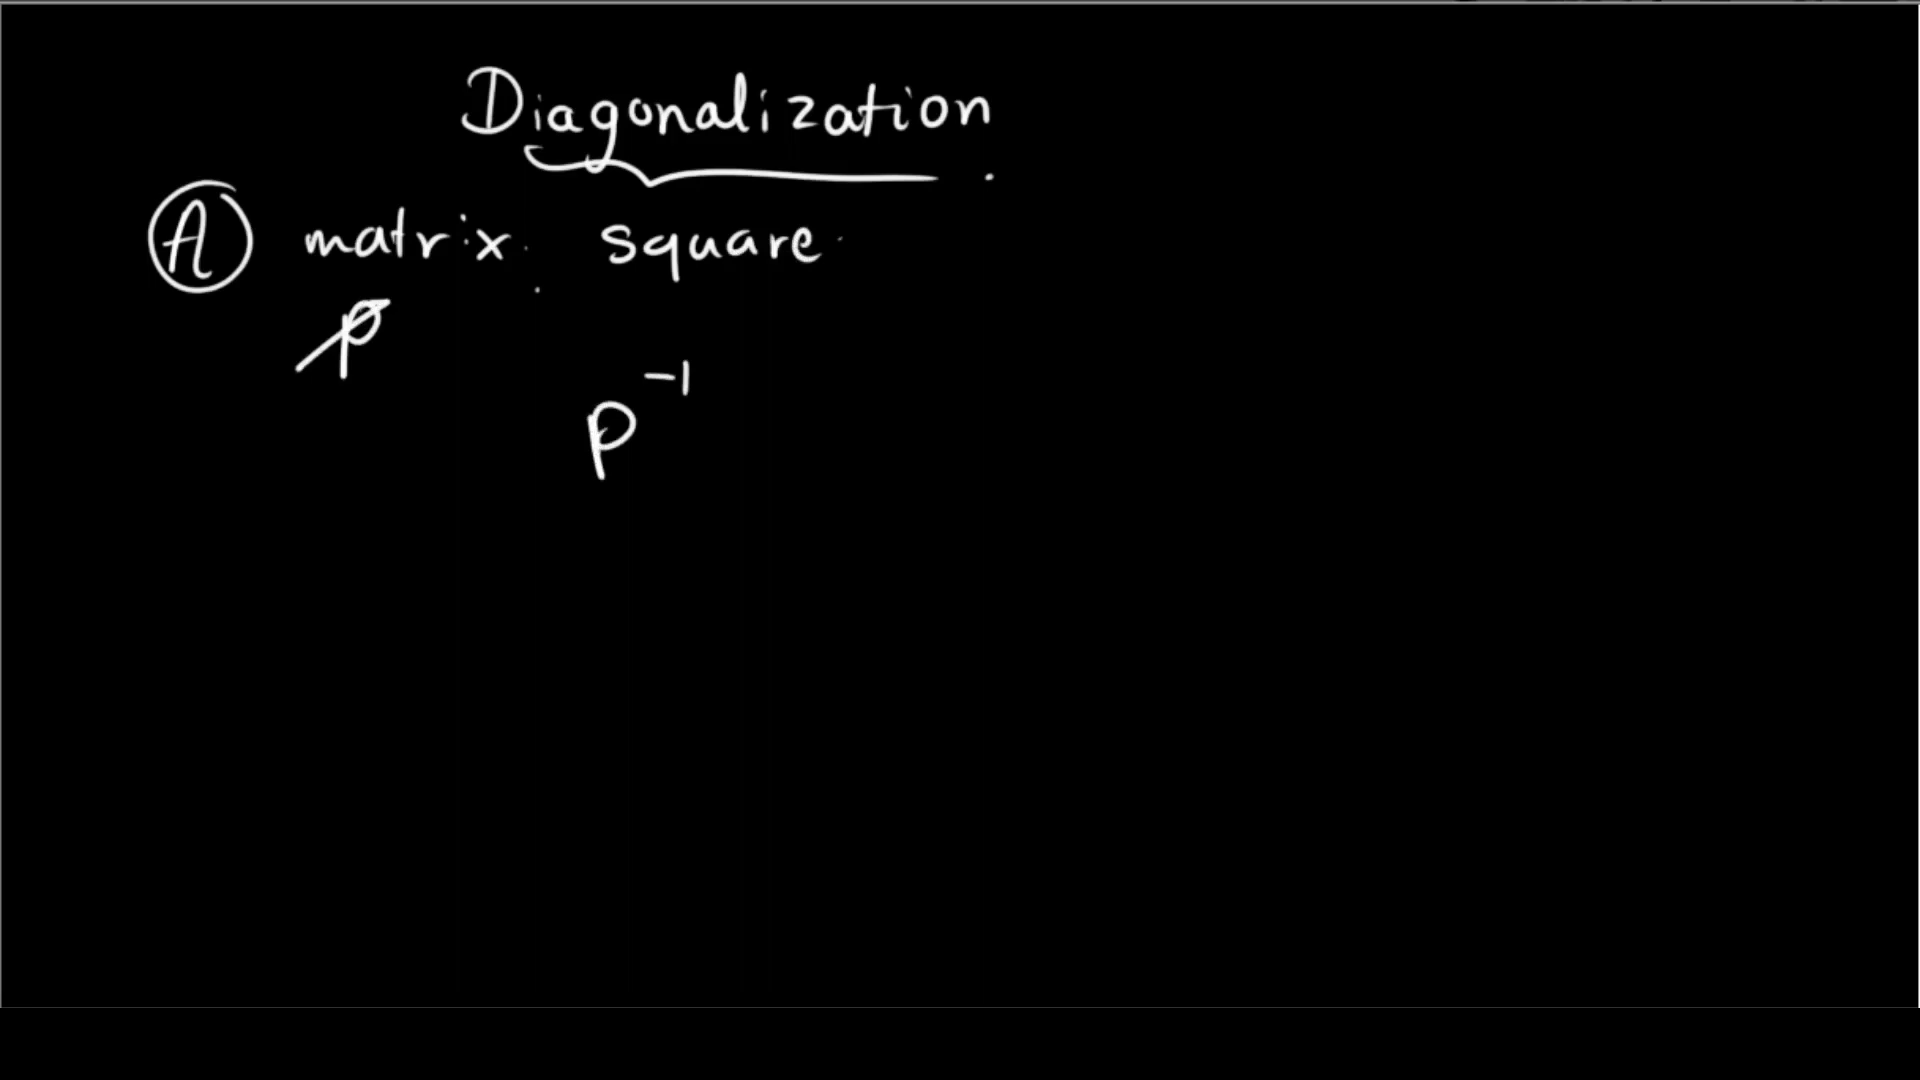 Diagonalization
A matrix. square
P
P⁻¹